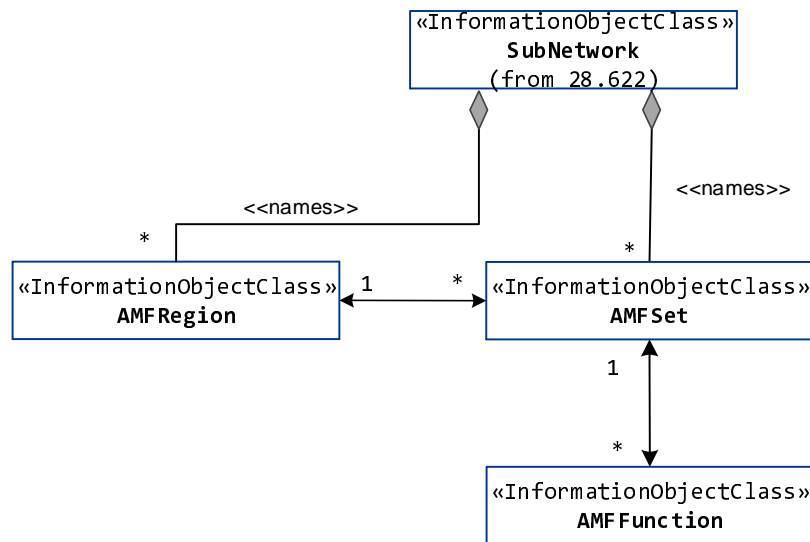 «InformationObjectClass»
SubNetwork
(from 28.622)
<<names>>
<<names>>
*
*
«InformationObjectClass»
AMFRegion
1
*
«InformationObjectClass»
AMFSet
1
*
«InformationObjectClass»
AMFFunction